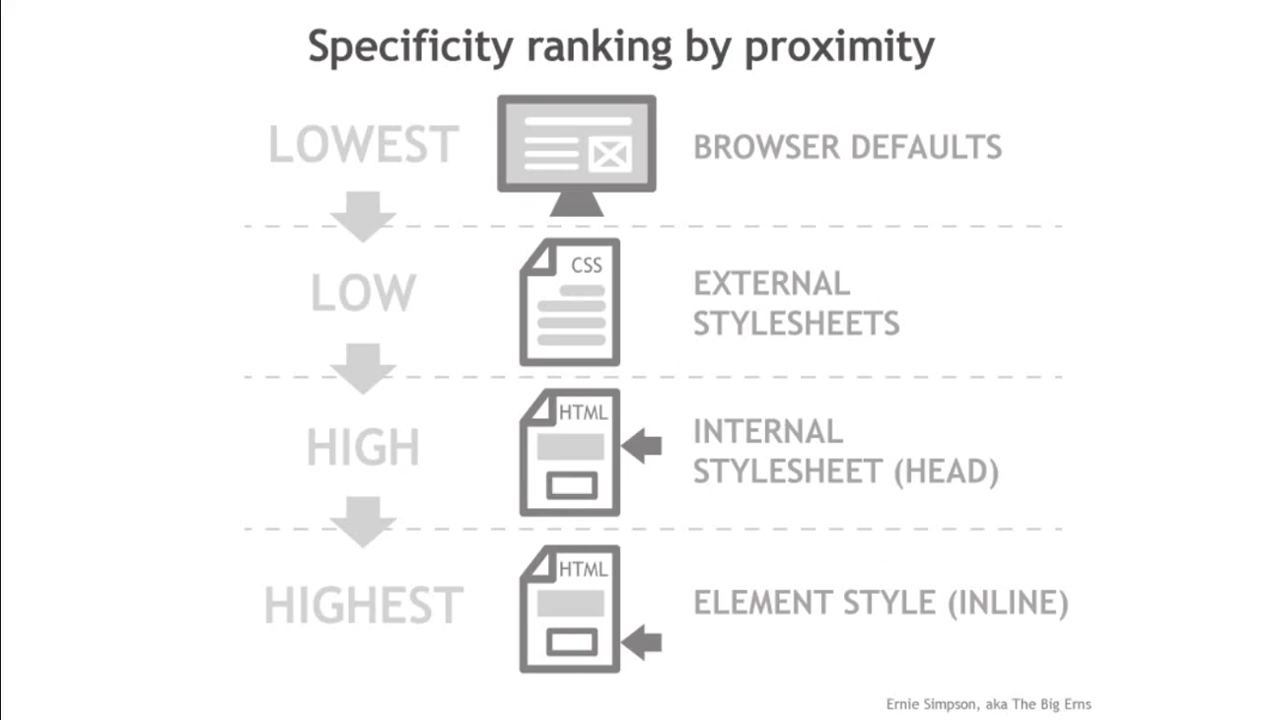 Specificity ranking by proximity
LOWEST
BROWSER DEFAULTS
LOW
CSS
EXTERNAL
STYLESHEETS
HIGH
HTML
INTERNAL
STYLESHEET (HEAD)
HIGHEST
HTML
ELEMENT STYLE (INLINE)
Ernie Simpson, aka The Big Erns